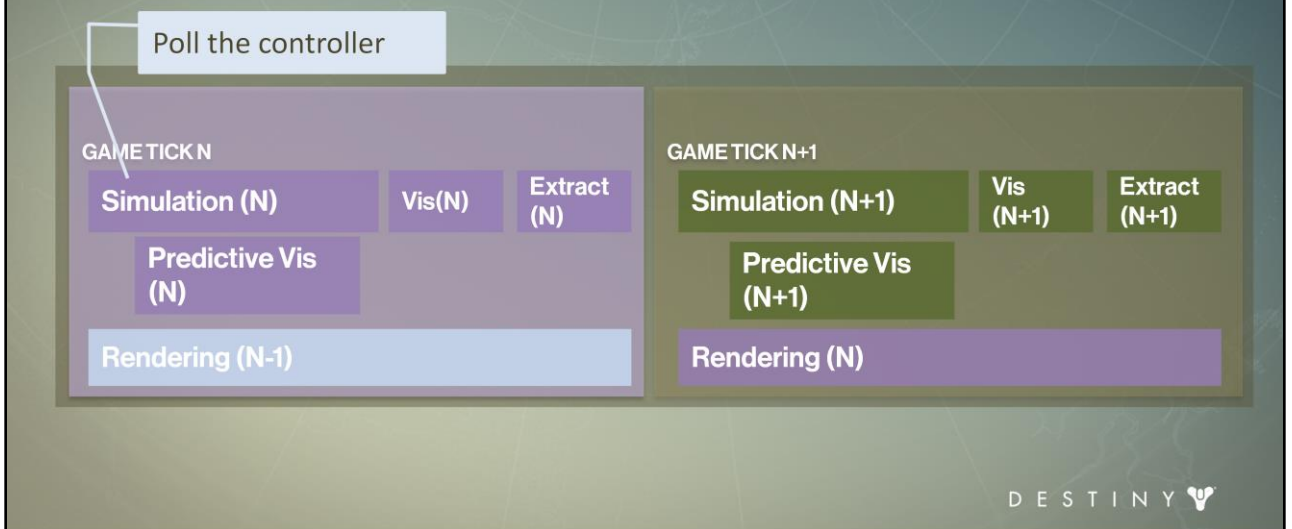 Poll the controller
GAME TICK N
Simulation (N)
Vis(N)
Extract
(N)
Predictive Vis
(N)
Rendering (N-1)
GAME TICK N+1
Simulation (N+1)
Vis
(N+1)
Extract
(N+1)
Predictive Vis
(N+1)
Rendering (N)
DESTINY